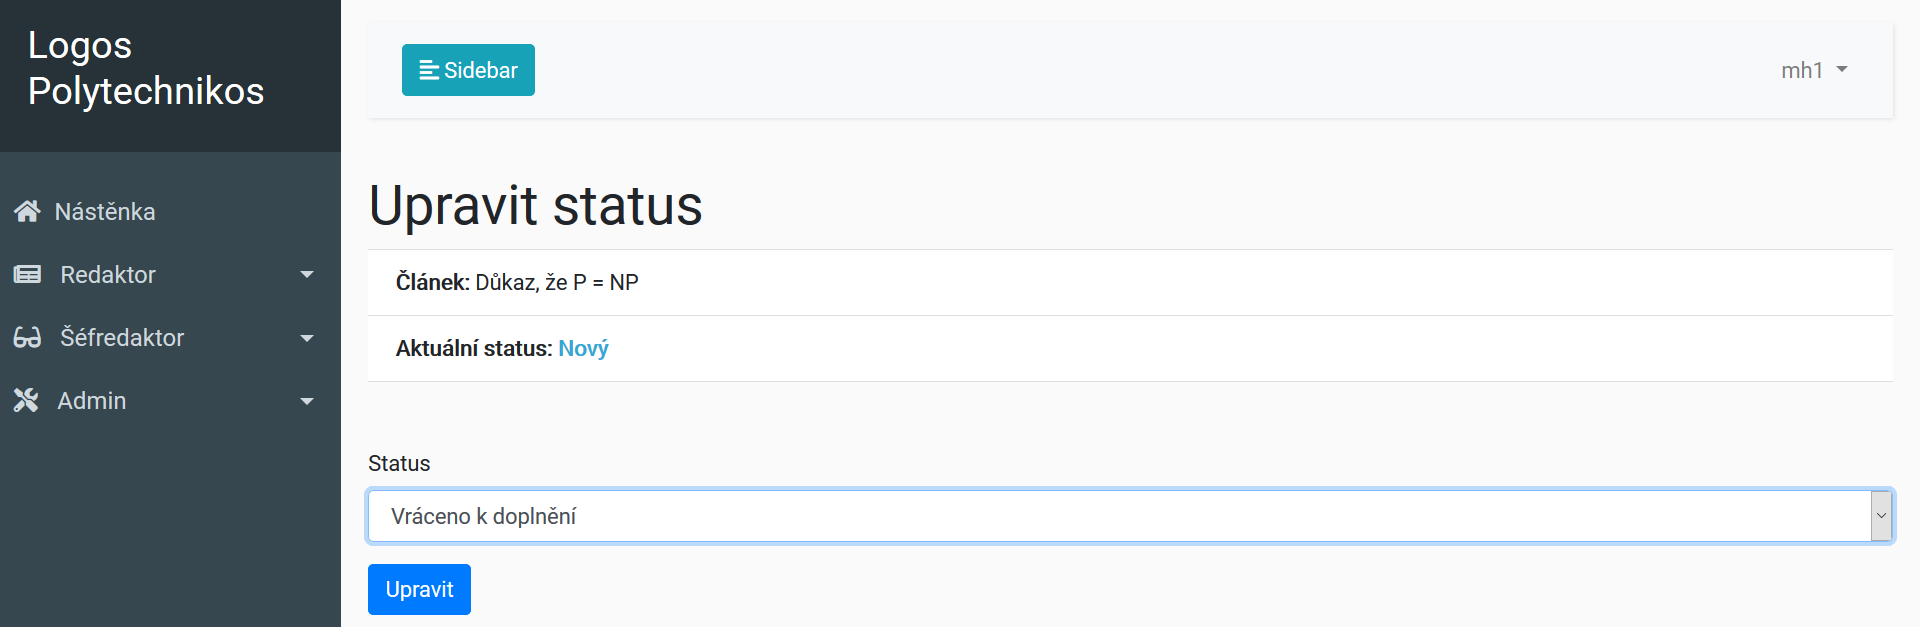 Logos
Polytechnikos
Sidebar
mh1
Nástěnka
Redaktor
Šéfredaktor
Admin
Upravit status
Článek: Důkaz, že P = NP
Aktuální status: Nový
Status
Vráceno k doplnění
Upravit